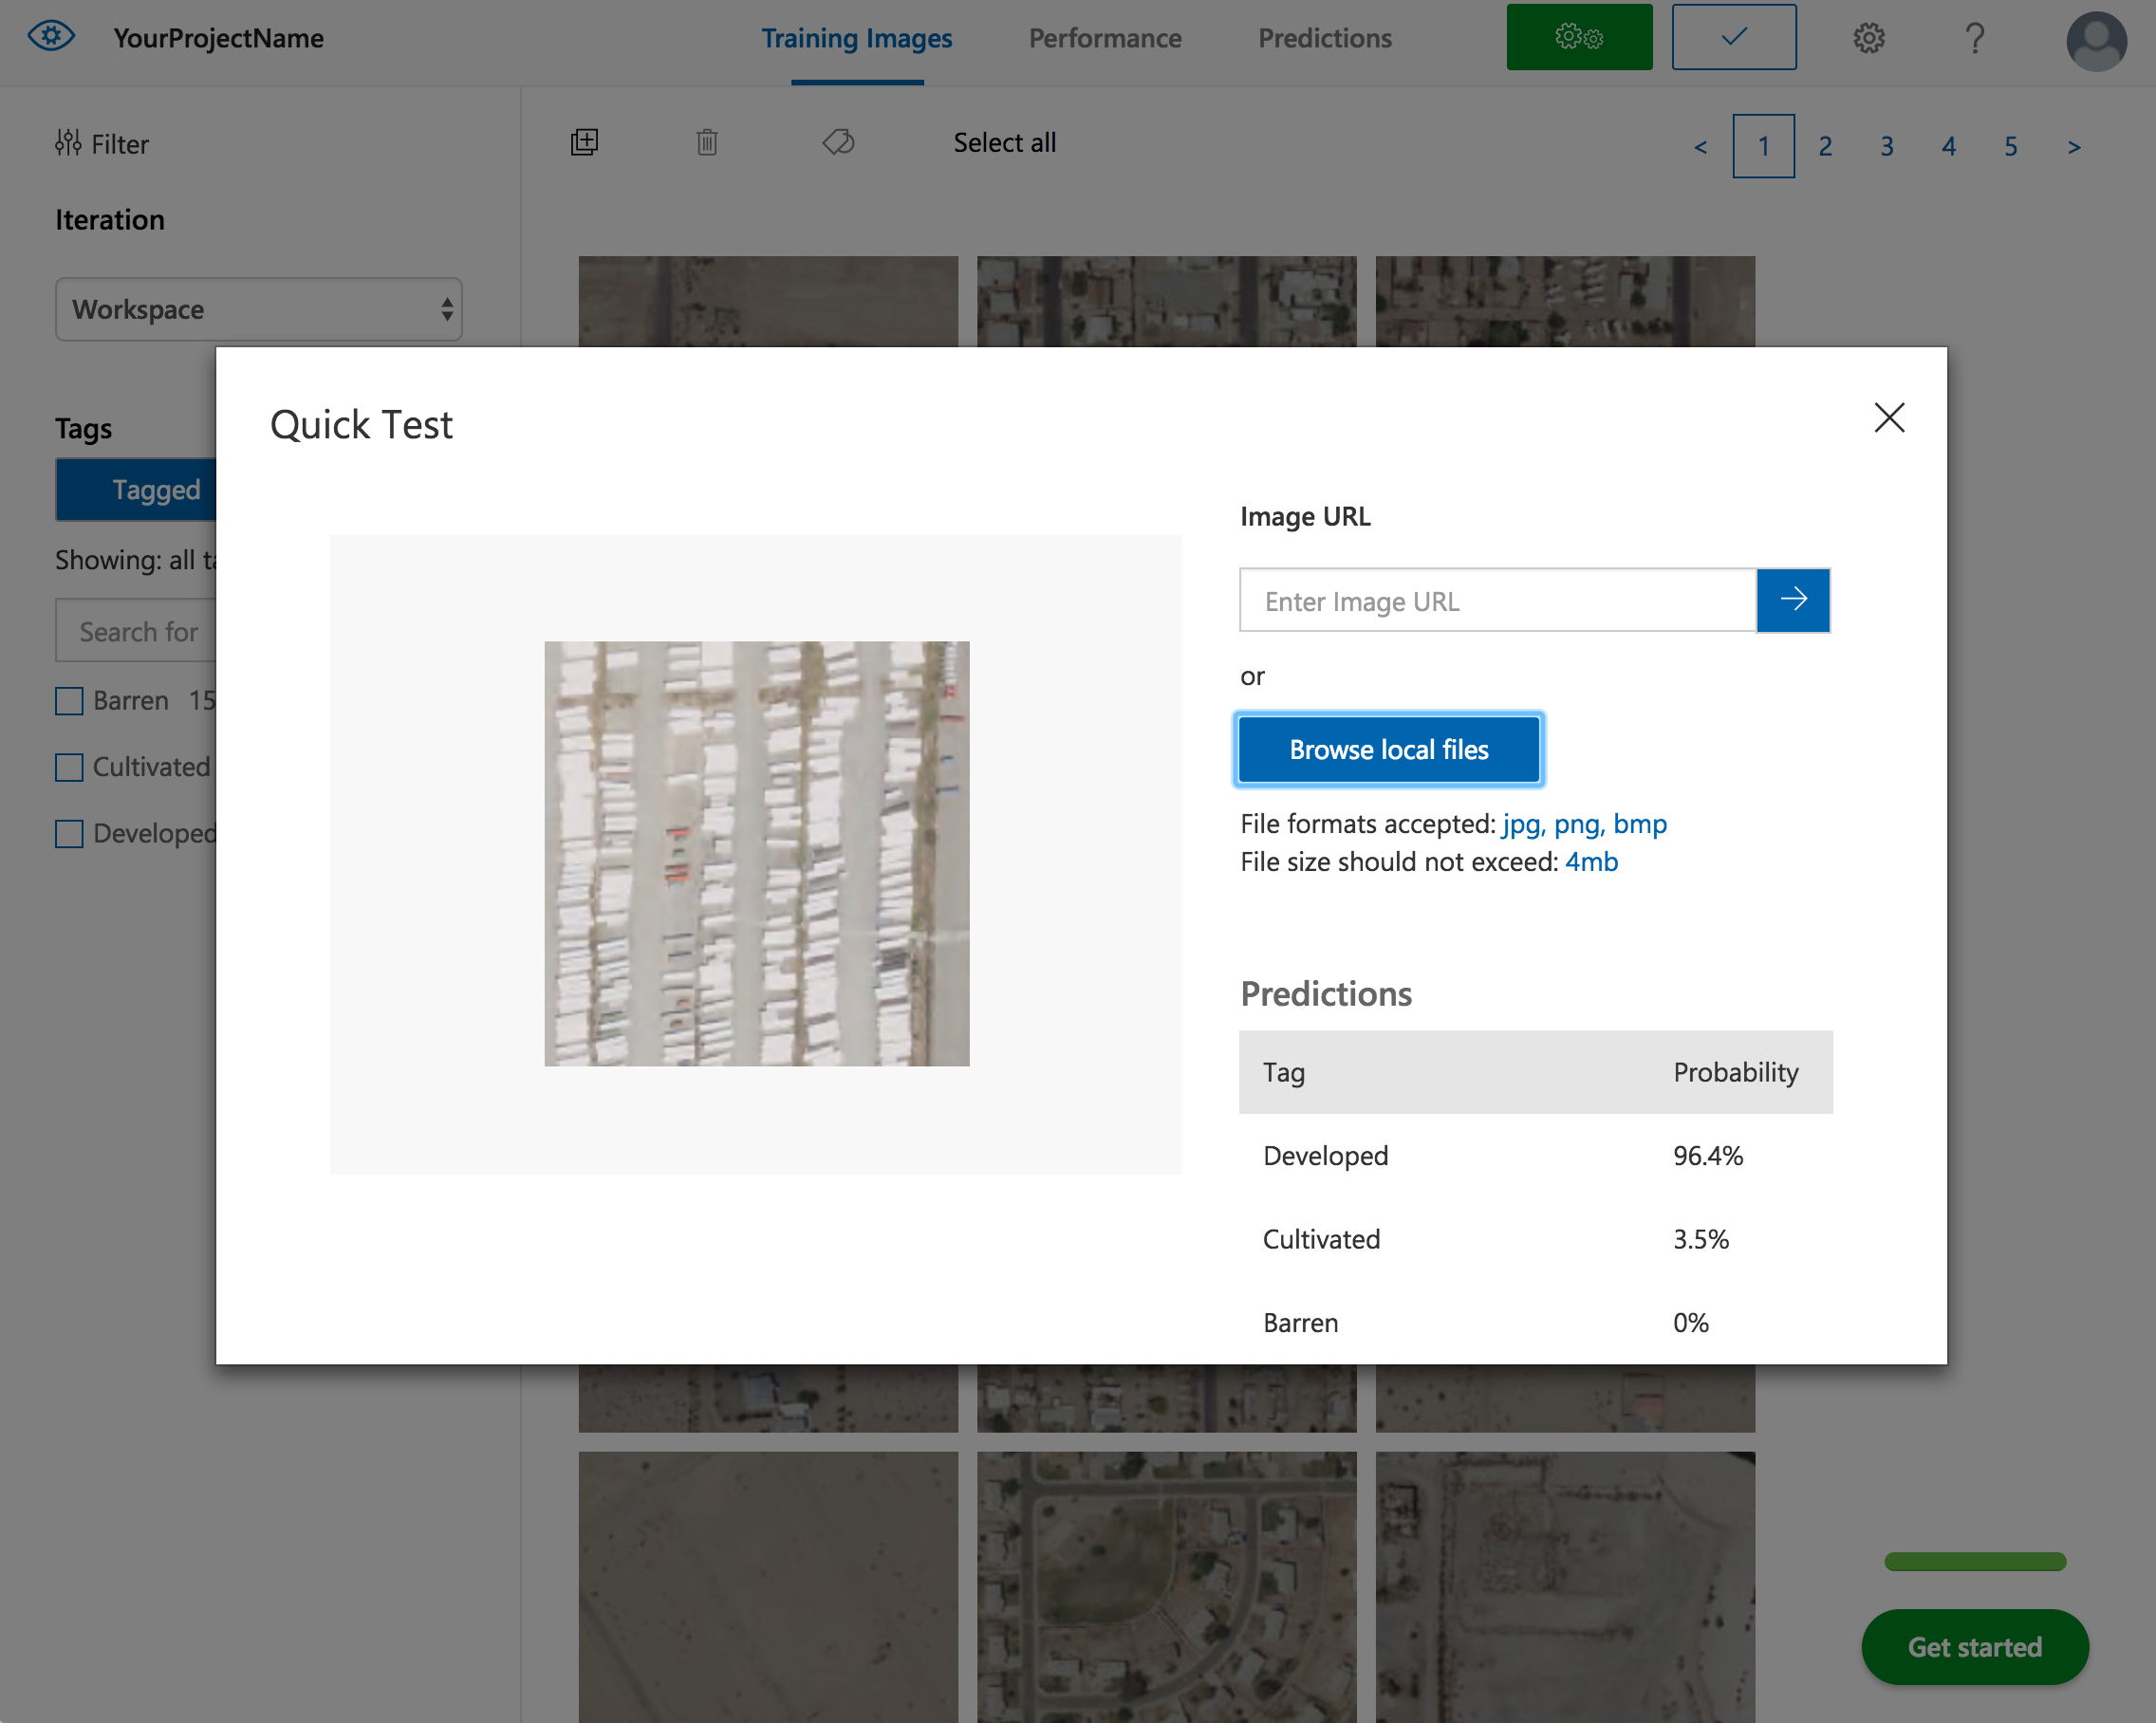 YourProjectName
Training Images
Performance
Predictions
?
Filter
Select all
< 1 2 3 4 5 >
Iteration
Workspace
Tags
Tagged
Showing: all
Search for
Barren 15
Cultivated
Developed
Quick Test
Image URL
Enter Image URL
or
Browse local files
File formats accepted: jpg, png, bmp
File size should not exceed: 4mb
Predictions
Tag Probability
Developed 96.4%
Cultivated 3.5%
Barren 0%
Get started